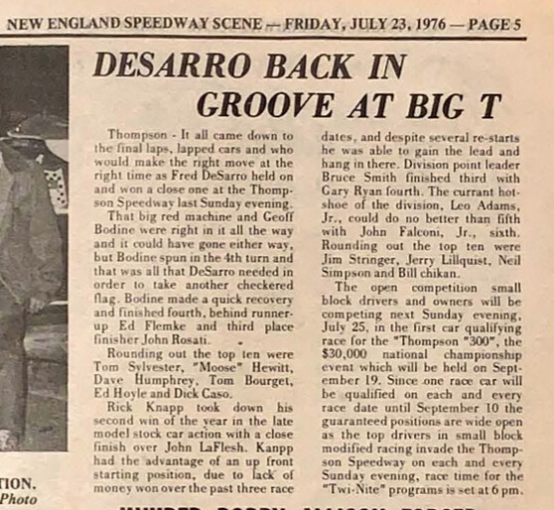 NEW ENGLAND SPEEDWAY SCENE — FRIDAY, JULY 23, 1976 — PAGE 5
DESARRO BACK IN
GROOVE AT BIG T
Thompson - It all came down to
the final laps, lapped cars and who
would make the right move at the
right time as Fred DeSarro held on
and won a close one at the Thomp-
son Speedway last Sunday evening.
That big red machine and Geoff
Bodine were right in it all the way
and it could have gone either way,
but Bodine spun in the 4th turn and
that was all that DeSarro needed in
order to take another checkered
flag. Bodine made a quick recovery
and finished fourth, behind runner-
up Ed Flemke and third place
finisher John Rosati.
Rounding out the top ten were
Tom Sylvester, "Moose" Hewitt,
Dave Humphrey, Tom Bourget,
Ed Hoyle and Dick Caso.
Rick Knapp took down his
second win of the year in the late
model stock car action with a close
finish over John LaFlesh. Kanpp
had the advantage of an up front
starting position, due to lack of
money won over the past three race
dates, and despite several re-starts
he was able to gain the lead and
hang in there. Division point leader
Bruce Smith finished third with
Gary Ryan fourth. The currant hot-
shoe of the division, Leo Adams,
Jr., could do no better than fifth
with John Falconi, Jr., sixth.
Rounding out the top ten were
Jim Stringer, Jerry Lillquist, Neil
Simpson and Bill chikan.
The open competition small
block drivers and owners will be
competing next Sunday evening,
July 25, in the first car qualifying
race for the "Thompson "300", the
$30,000 national championship
event which will be held on Sept-
ember 19. Since one race car will
be qualified on each and every
race date until September 10 the
guaranteed positions are wide open
as the top drivers in small block
modified racing invade the Thomp-
son Speedway on each and every
Sunday evening, race time for the
"Twi-Nite" programs is set at 6 pm.
TION.
Photo